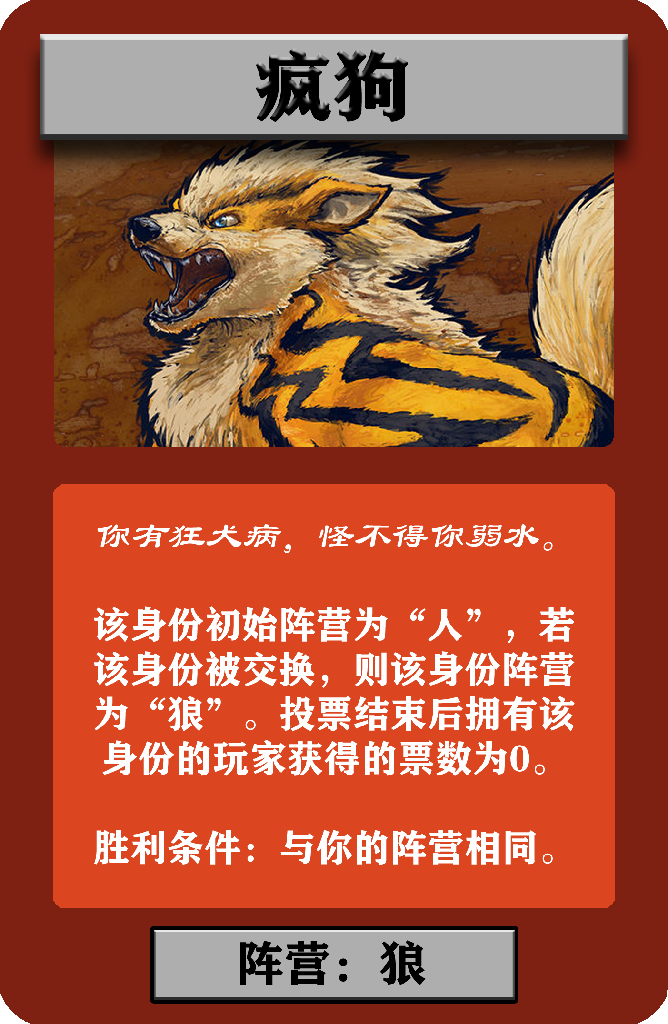 疯狗
你有狂犬病，怪不得你弱水。
该身份初始阵营为“人”，若
该身份被交换，则该身份阵营
为“狼”。投票结束后拥有该
身份的玩家获得的票数为0。
胜利条件：与你的阵营相同。
阵营：狼